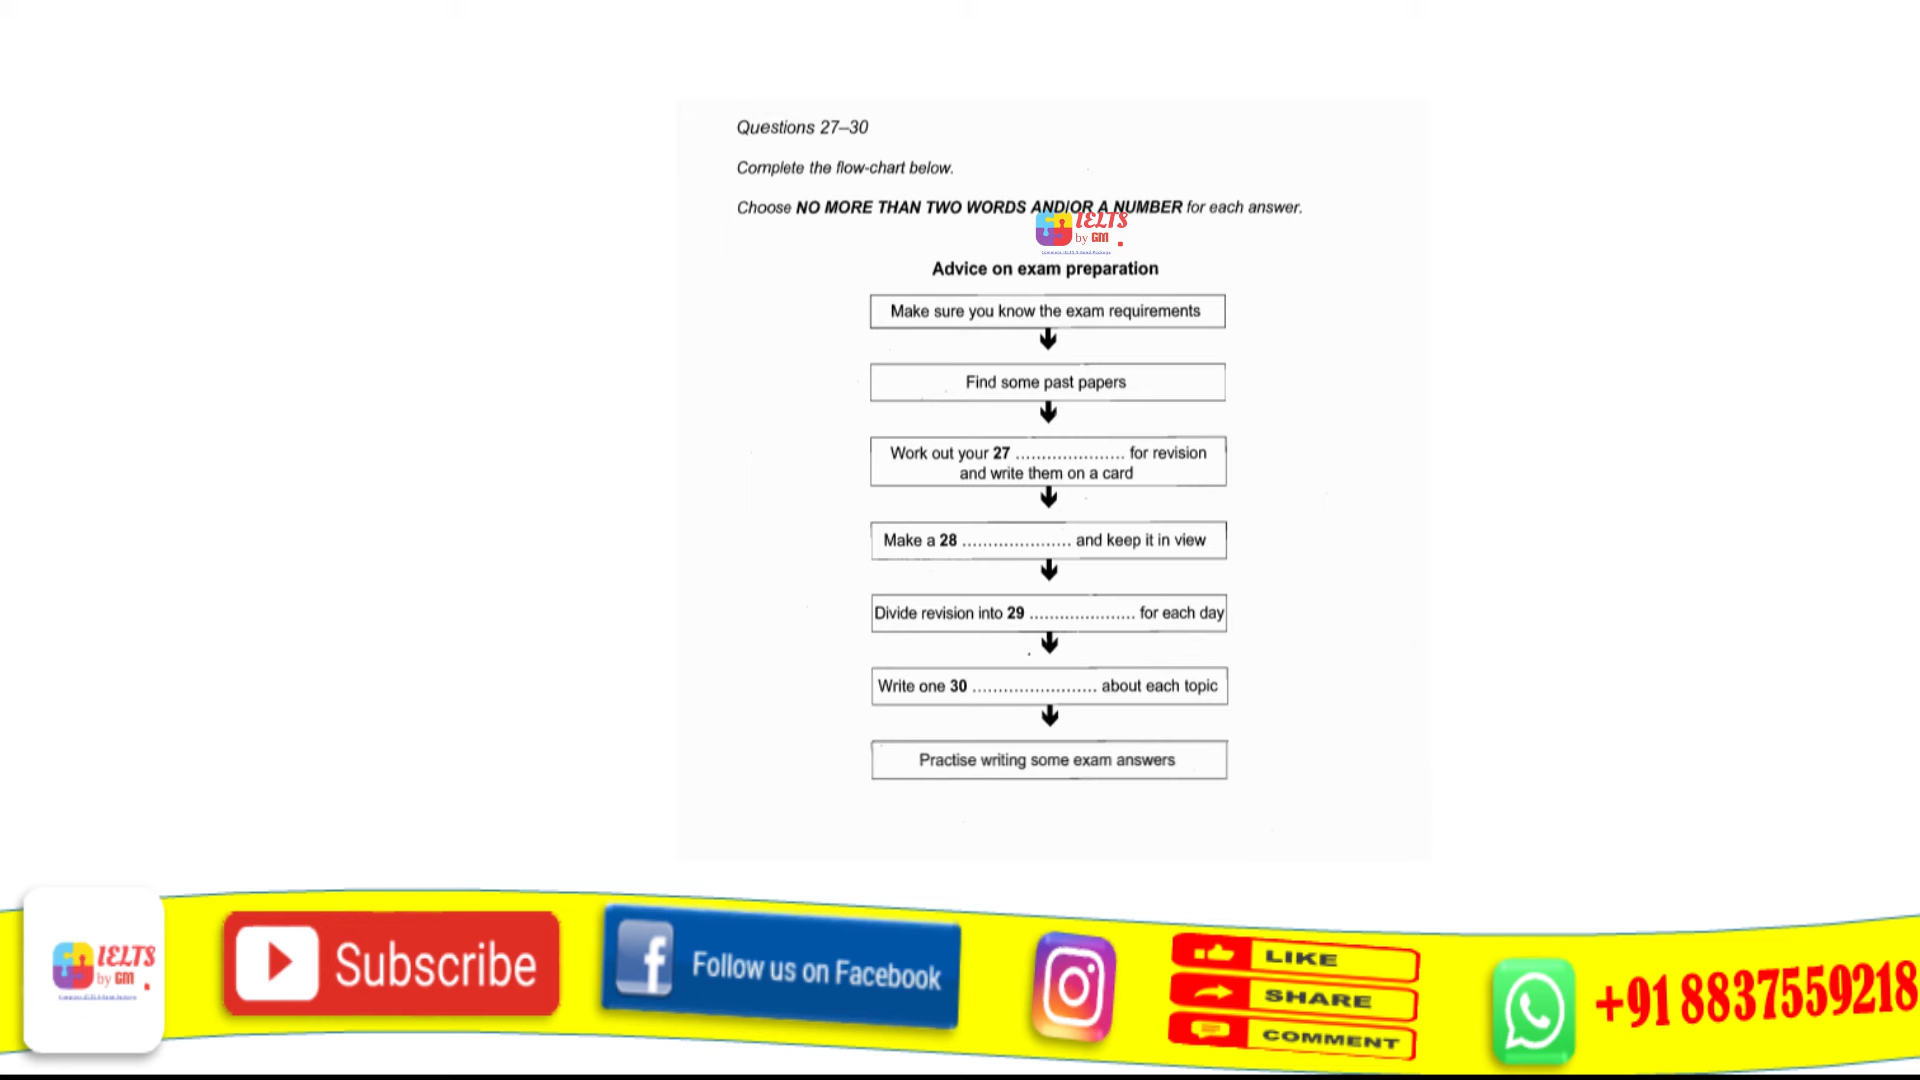 Questions 27–30
Complete the flow-chart below.
Choose NO MORE THAN TWO WORDS AND/OR A NUMBER for each answer.
IELTS
by GM
Advice on exam preparation
Make sure you know the exam requirements
Find some past papers
Work out your 27 ..................... for revision
and write them on a card
Make a 28 ..................... and keep it in view
Divide revision into 29 .................... for each day
Write one 30 ........................ about each topic
Practise writing some exam answers
IELTS
by GM
Subscribe
Follow us on Facebook
LIKE
SHARE
COMMENT
+91 8837559218